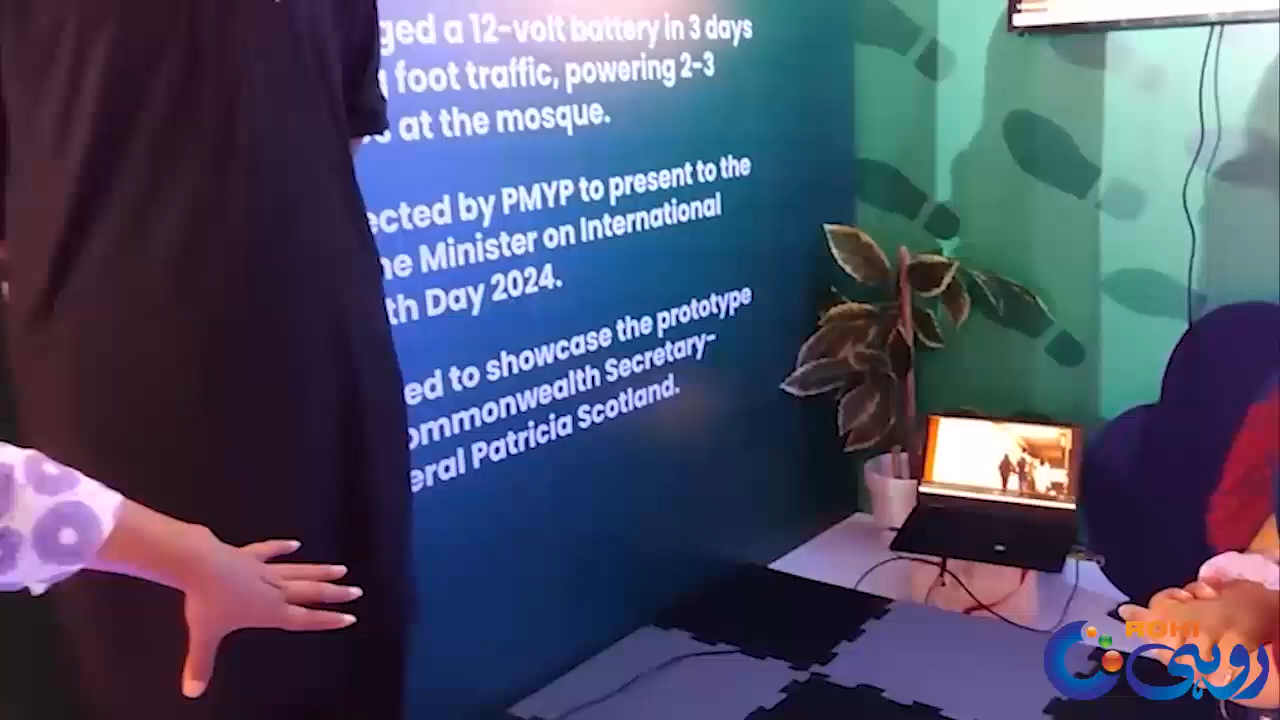 ged a 12-volt battery in 3 days
foot traffic, powering 2-3
at the mosque.
ected by PMYP to present to the
Minister on International
th Day 2024.
ed to showcase the prototype
ommonwealth Secretary-
eral Patricia Scotland.
ROHI
روہی